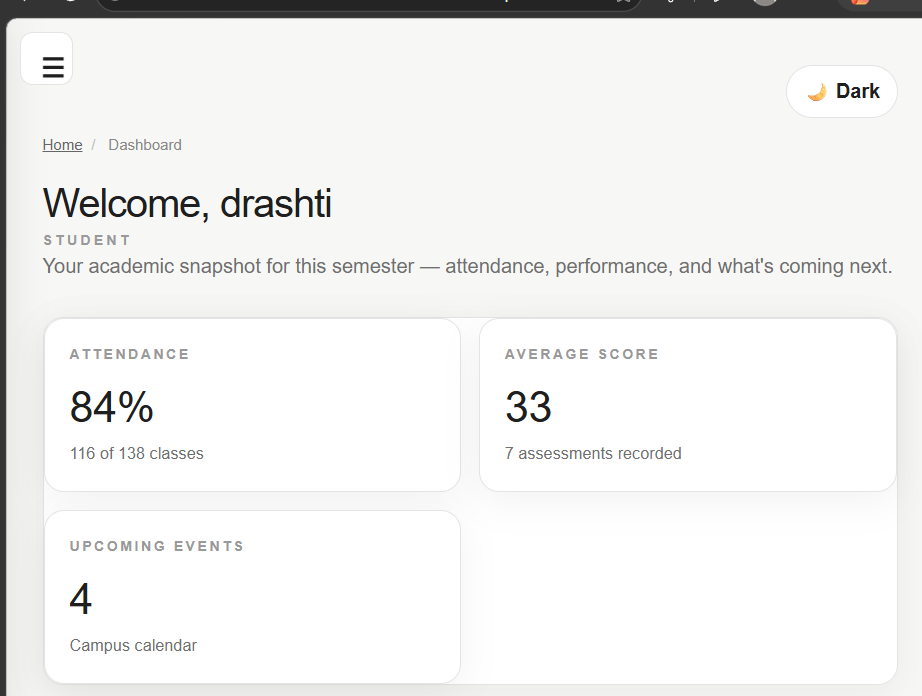 Dark
Home / Dashboard
Welcome, drashti
STUDENT
Your academic snapshot for this semester — attendance, performance, and what's coming next.
ATTENDANCE
84%
116 of 138 classes
AVERAGE SCORE
33
7 assessments recorded
UPCOMING EVENTS
4
Campus calendar